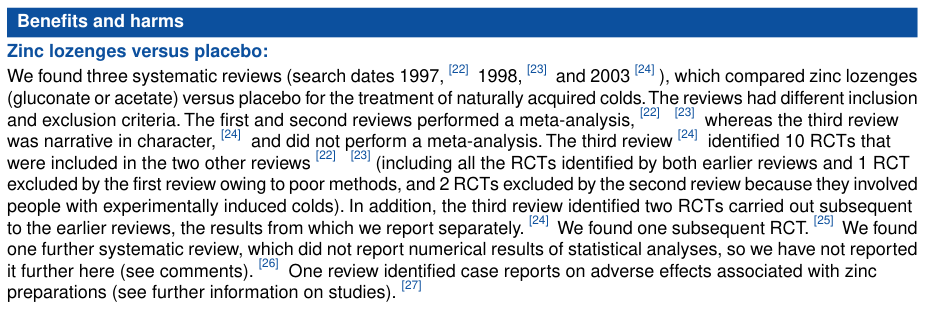 Benefits and harms
Zinc lozenges versus placebo:
We found three systematic reviews (search dates 1997, [22] 1998, [23] and 2003 [24] ), which compared zinc lozenges
(gluconate or acetate) versus placebo for the treatment of naturally acquired colds. The reviews had different inclusion
and exclusion criteria. The first and second reviews performed a meta-analysis, [22] [23] whereas the third review
was narrative in character, [24] and did not perform a meta-analysis. The third review [24] identified 10 RCTs that
were included in the two other reviews [22] [23] (including all the RCTs identified by both earlier reviews and 1 RCT
excluded by the first review owing to poor methods, and 2 RCTs excluded by the second review because they involved
people with experimentally induced colds). In addition, the third review identified two RCTs carried out subsequent
to the earlier reviews, the results from which we report separately. [24] We found one subsequent RCT. [25] We found
one further systematic review, which did not report numerical results of statistical analyses, so we have not reported
it further here (see comments). [26] One review identified case reports on adverse effects associated with zinc
preparations (see further information on studies). [27]